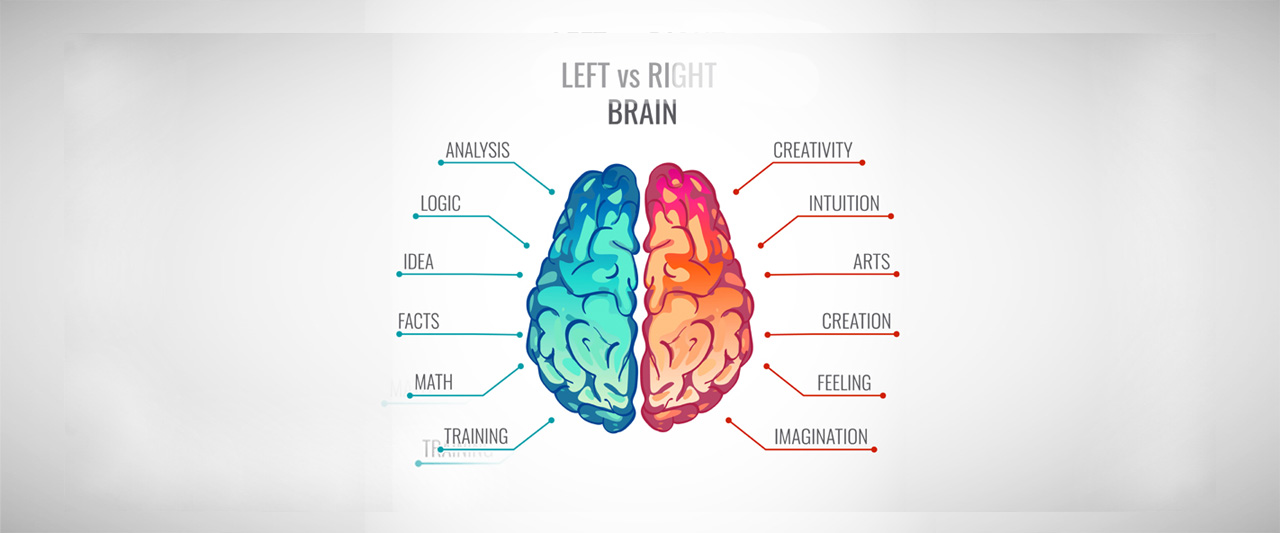 LEFT vs RIGHT
BRAIN
ANALYSIS
LOGIC
IDEA
FACTS
MATH
TRAINING
CREATIVITY
INTUITION
ARTS
CREATION
FEELING
IMAGINATION